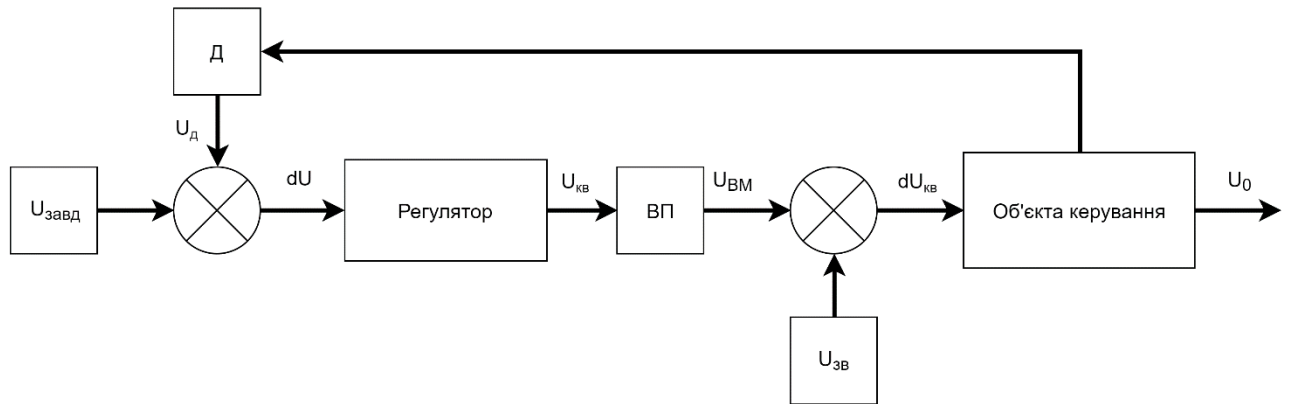 Д
Uд
Uзавд
dU
Регулятор
Uкв
ВП
UВМ
dUкв
Об'єкта керування
U0
Uзв